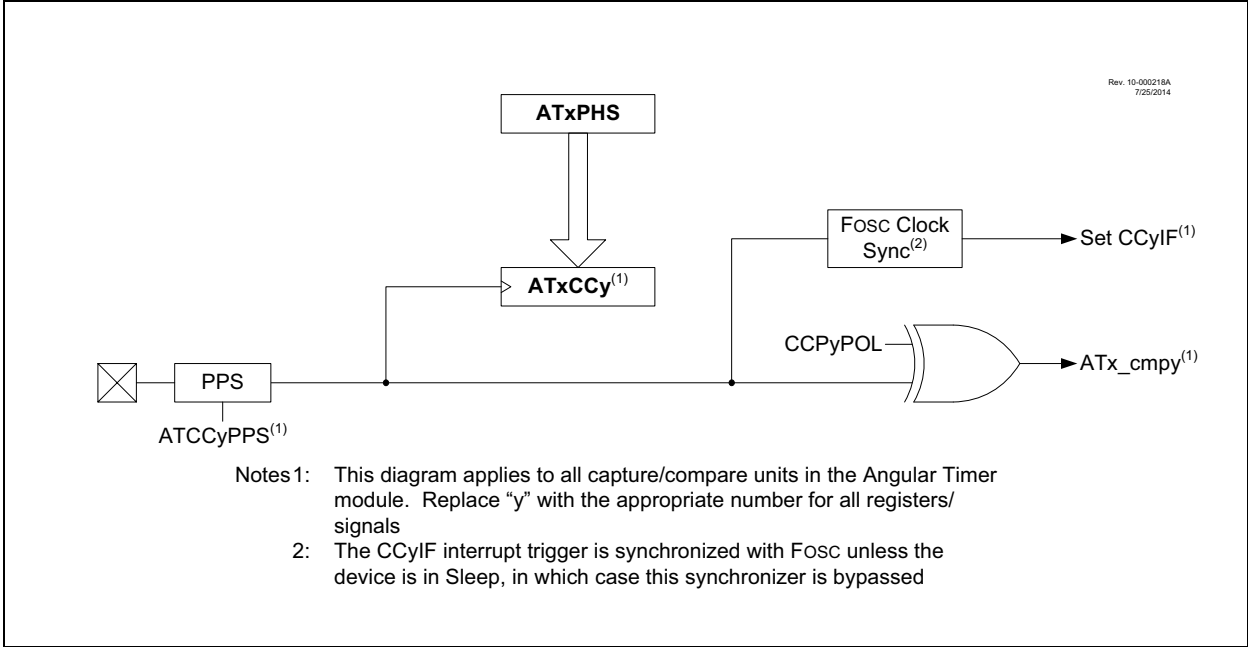 Rev. 10-000218A
7/25/2014
ATxPHS
FOSC Clock
Sync(2)
Set CCyIF(1)
ATxCCy(1)
CCPyPOL
ATx_cmpy(1)
PPS
ATCCyPPS(1)
Notes1: This diagram applies to all capture/compare units in the Angular Timer
module. Replace “y” with the appropriate number for all registers/
signals
2: The CCyIF interrupt trigger is synchronized with FOSC unless the
device is in Sleep, in which case this synchronizer is bypassed